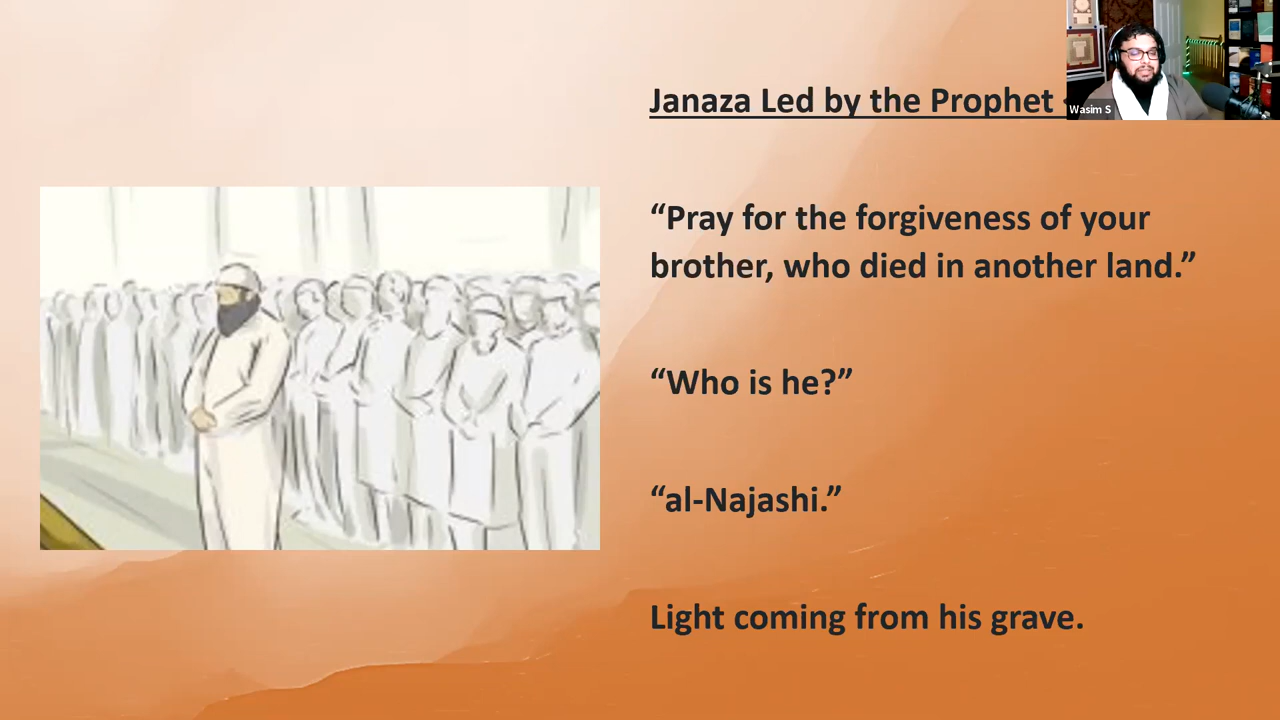 Janaza Led by the Prophet
Wasim S
“Pray for the forgiveness of your
brother, who died in another land.”
“Who is he?”
“al-Najashi.”
Light coming from his grave.